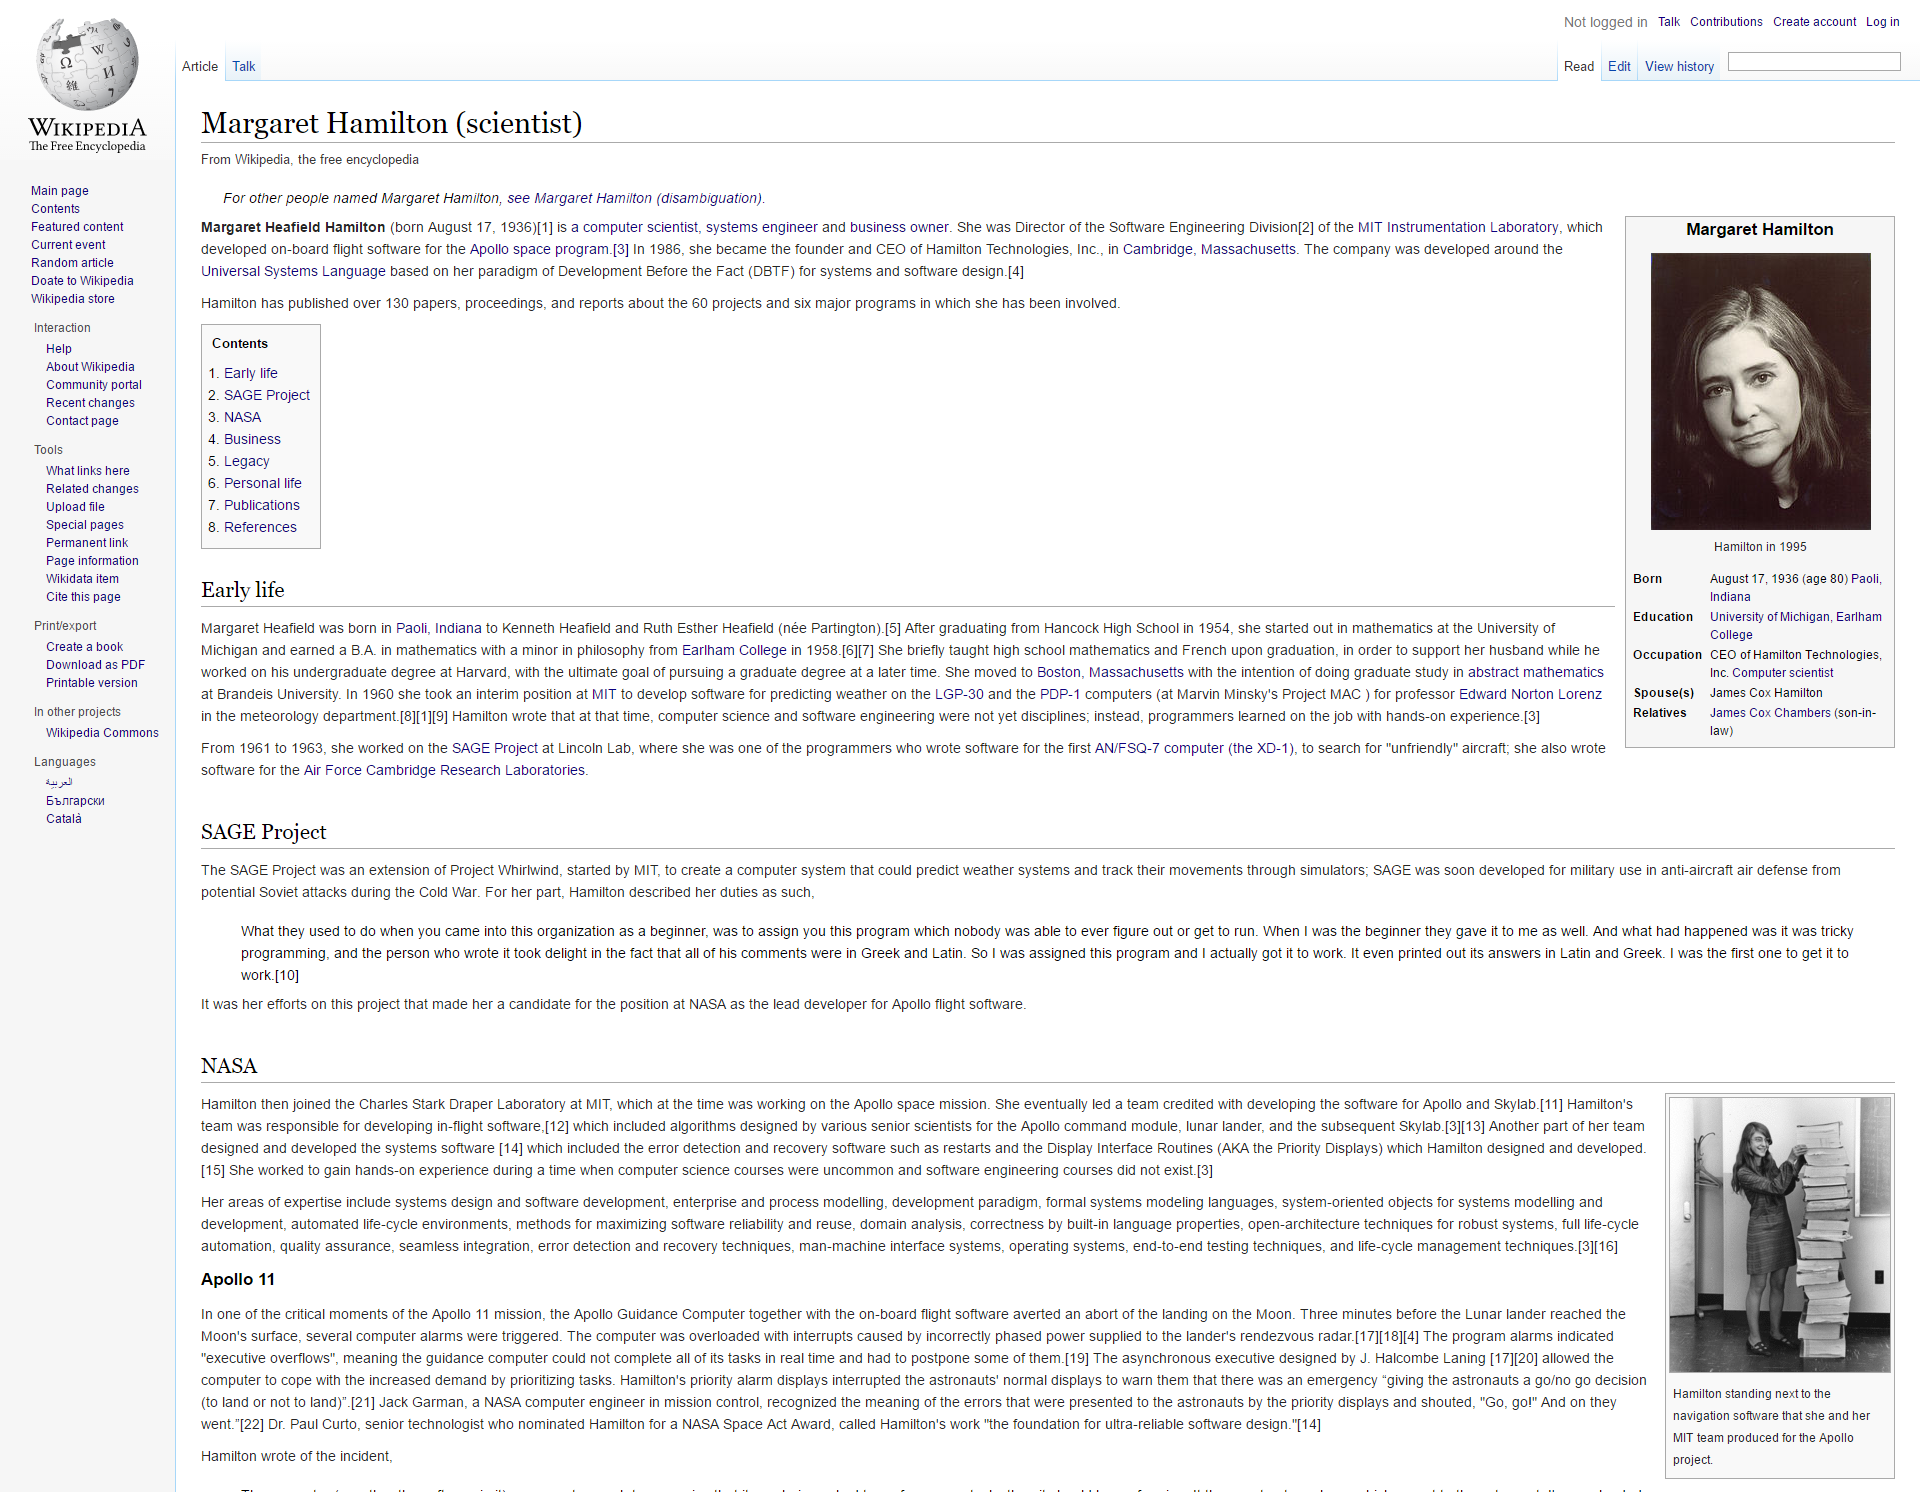 Not logged in Talk Contributions Create account Log in
Article Talk
Read Edit View history
WIKIPEDIA
The Free Encyclopedia
Main page
Contents
Featured content
Current event
Random article
Doate to Wikipedia
Wikipedia store
Interaction
Help
About Wikipedia
Community portal
Recent changes
Contact page
Tools
What links here
Related changes
Upload file
Special pages
Permanent link
Page information
Wikidata item
Cite this page
Print/export
Create a book
Download as PDF
Printable version
In other projects
Wikipedia Commons
Languages
العربية
Български
Català
Margaret Hamilton (scientist)
From Wikipedia, the free encyclopedia
For other people named Margaret Hamilton, see Margaret Hamilton (disambiguation).
Margaret Heafield Hamilton (born August 17, 1936)[1] is a computer scientist, systems engineer and business owner. She was Director of the Software Engineering Division[2] of the MIT Instrumentation Laboratory, which
developed on-board flight software for the Apollo space program.[3] In 1986, she became the founder and CEO of Hamilton Technologies, Inc., in Cambridge, Massachusetts. The company was developed around the
Universal Systems Language based on her paradigm of Development Before the Fact (DBTF) for systems and software design.[4]
Hamilton has published over 130 papers, proceedings, and reports about the 60 projects and six major programs in which she has been involved.
Contents
1. Early life
2. SAGE Project
3. NASA
4. Business
5. Legacy
6. Personal life
7. Publications
8. References
Margaret Hamilton
Hamilton in 1995
Born August 17, 1936 (age 80) Paoli,
Indiana
Education University of Michigan, Earlham
College
Occupation CEO of Hamilton Technologies,
Inc. Computer scientist
Spouse(s) James Cox Hamilton
Relatives James Cox Chambers (son-in-
law)
Early life
Margaret Heafield was born in Paoli, Indiana to Kenneth Heafield and Ruth Esther Heafield (née Partington).[5] After graduating from Hancock High School in 1954, she started out in mathematics at the University of
Michigan and earned a B.A. in mathematics with a minor in philosophy from Earlham College in 1958.[6][7] She briefly taught high school mathematics and French upon graduation, in order to support her husband while he
worked on his undergraduate degree at Harvard, with the ultimate goal of pursuing a graduate degree at a later time. She moved to Boston, Massachusetts with the intention of doing graduate study in abstract mathematics
at Brandeis University. In 1960 she took an interim position at MIT to develop software for predicting weather on the LGP-30 and the PDP-1 computers (at Marvin Minsky's Project MAC ) for professor Edward Norton Lorenz
in the meteorology department.[8][1][9] Hamilton wrote that at that time, computer science and software engineering were not yet disciplines; instead, programmers learned on the job with hands-on experience.[3]
From 1961 to 1963, she worked on the SAGE Project at Lincoln Lab, where she was one of the programmers who wrote software for the first AN/FSQ-7 computer (the XD-1), to search for "unfriendly" aircraft; she also wrote
software for the Air Force Cambridge Research Laboratories.
SAGE Project
The SAGE Project was an extension of Project Whirlwind, started by MIT, to create a computer system that could predict weather systems and track their movements through simulators; SAGE was soon developed for military use in anti-aircraft air defense from
potential Soviet attacks during the Cold War. For her part, Hamilton described her duties as such,
What they used to do when you came into this organization as a beginner, was to assign you this program which nobody was able to ever figure out or get to run. When I was the beginner they gave it to me as well. And what had happened was it was tricky
programming, and the person who wrote it took delight in the fact that all of his comments were in Greek and Latin. So I was assigned this program and I actually got it to work. It even printed out its answers in Latin and Greek. I was the first one to get it to
work.[10]
It was her efforts on this project that made her a candidate for the position at NASA as the lead developer for Apollo flight software.
NASA
Hamilton then joined the Charles Stark Draper Laboratory at MIT, which at the time was working on the Apollo space mission. She eventually led a team credited with developing the software for Apollo and Skylab.[11] Hamilton's
team was responsible for developing in-flight software,[12] which included algorithms designed by various senior scientists for the Apollo command module, lunar lander, and the subsequent Skylab.[3][13] Another part of her team
designed and developed the systems software [14] which included the error detection and recovery software such as restarts and the Display Interface Routines (AKA the Priority Displays) which Hamilton designed and developed.
[15] She worked to gain hands-on experience during a time when computer science courses were uncommon and software engineering courses did not exist.[3]
Her areas of expertise include systems design and software development, enterprise and process modelling, development paradigm, formal systems modeling languages, system-oriented objects for systems modelling and
development, automated life-cycle environments, methods for maximizing software reliability and reuse, domain analysis, correctness by built-in language properties, open-architecture techniques for robust systems, full life-cycle
automation, quality assurance, seamless integration, error detection and recovery techniques, man-machine interface systems, operating systems, end-to-end testing techniques, and life-cycle management techniques.[3][16]
Apollo 11
In one of the critical moments of the Apollo 11 mission, the Apollo Guidance Computer together with the on-board flight software averted an abort of the landing on the Moon. Three minutes before the Lunar lander reached the
Moon's surface, several computer alarms were triggered. The computer was overloaded with interrupts caused by incorrectly phased power supplied to the lander's rendezvous radar.[17][18][4] The program alarms indicated
"executive overflows", meaning the guidance computer could not complete all of its tasks in real time and had to postpone some of them.[19] The asynchronous executive designed by J. Halcombe Laning [17][20] allowed the
computer to cope with the increased demand by prioritizing tasks. Hamilton's priority alarm displays interrupted the astronauts' normal displays to warn them that there was an emergency “giving the astronauts a go/no go decision
(to land or not to land)”.[21] Jack Garman, a NASA computer engineer in mission control, recognized the meaning of the errors that were presented to the astronauts by the priority displays and shouted, "Go, go!" And on they
went.”[22] Dr. Paul Curto, senior technologist who nominated Hamilton for a NASA Space Act Award, called Hamilton's work "the foundation for ultra-reliable software design."[14]
Hamilton wrote of the incident,
Hamilton standing next to the
navigation software that she and her
MIT team produced for the Apollo
project.